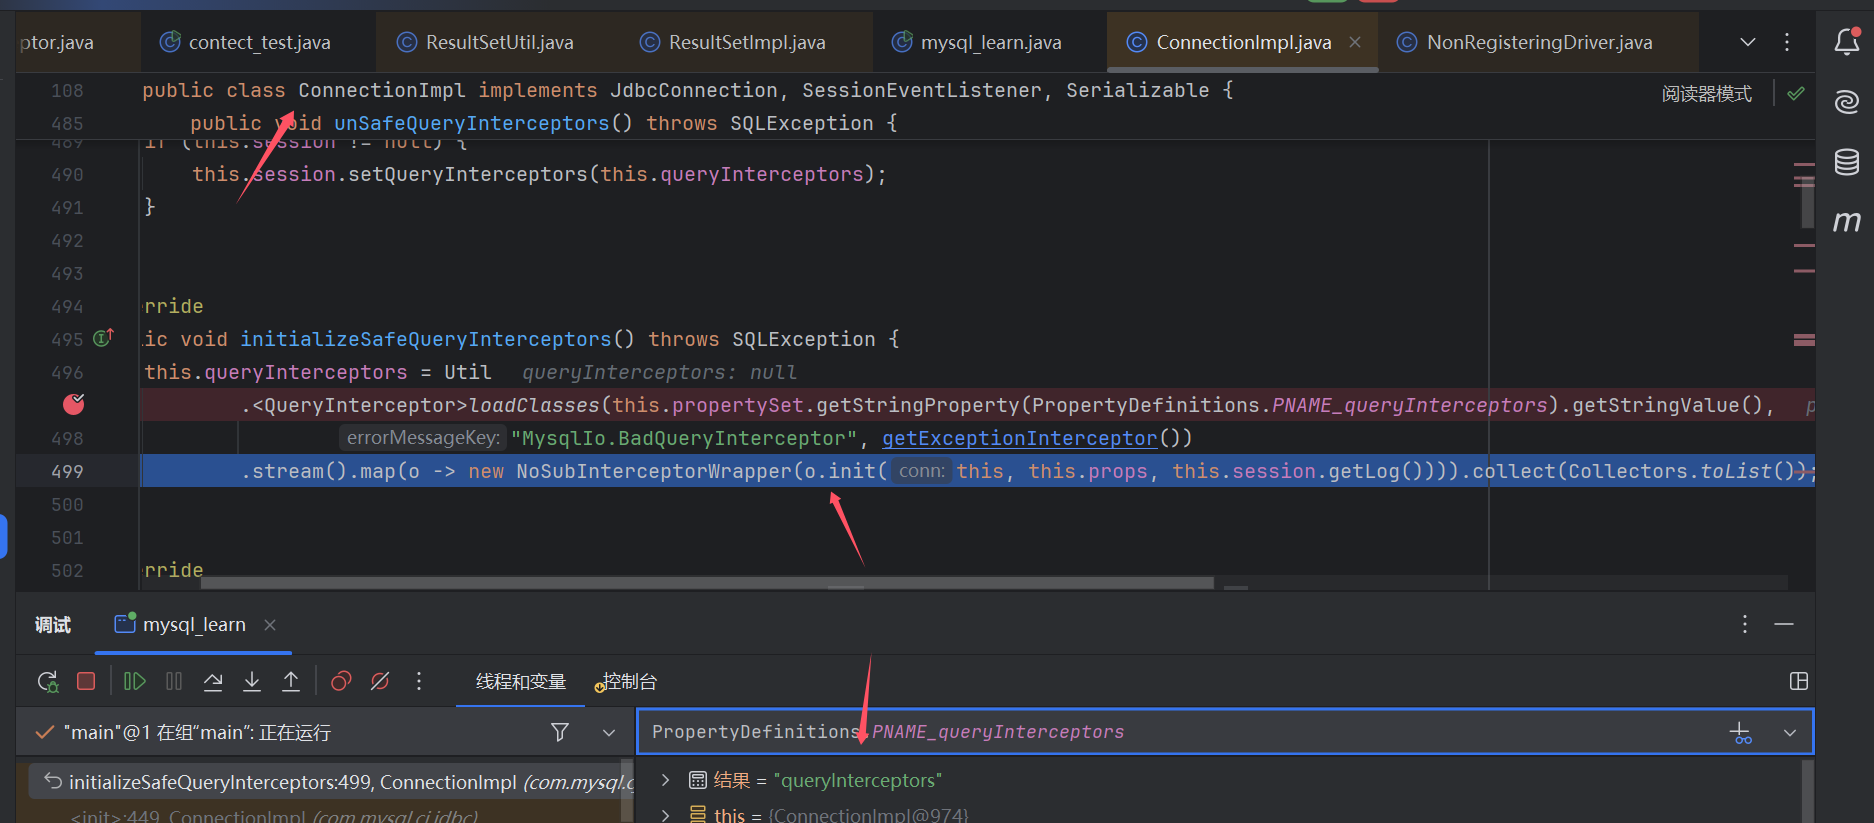 ptor.java contect_test.java ResultSetUtil.java ResultSetImpl.java mysql_learn.java ConnectionImpl.java NonRegisteringDriver.java
108 public class ConnectionImpl implements JdbcConnection, SessionEventListener, Serializable {
阅读器模式
485 public void unSafeQueryInterceptors() throws SQLException {
489 if (this.session != null) {
490 this.session.setQueryInterceptors(this.queryInterceptors);
491 }
492
493
494 rride
495 ic void initializeSafeQueryInterceptors() throws SQLException {
496 this.queryInterceptors = Util queryInterceptors: null
.<QueryInterceptor>loadClasses(this.propertySet.getStringProperty(PropertyDefinitions.PNAME_queryInterceptors).getStringValue(), p
498 errorMessageKey: "MysqlIo.BadQueryInterceptor", getExceptionInterceptor())
499 .stream().map(o -> new NoSubInterceptorWrapper(o.init( conn: this, this.props, this.session.getLog()))).collect(Collectors.toList());
500
501
502 rride
调试 mysql_learn
线程和变量 控制台
"main"@1 在组"main": 正在运行
PropertyDefinitions.PNAME_queryInterceptors
initializeSafeQueryInterceptors:499, ConnectionImpl (com.mysql.c
结果 = "queryInterceptors"
<init>:449, ConnectionImpl (com.mysql.cj.jdbc)
this = {ConnectionImpl@974}
m